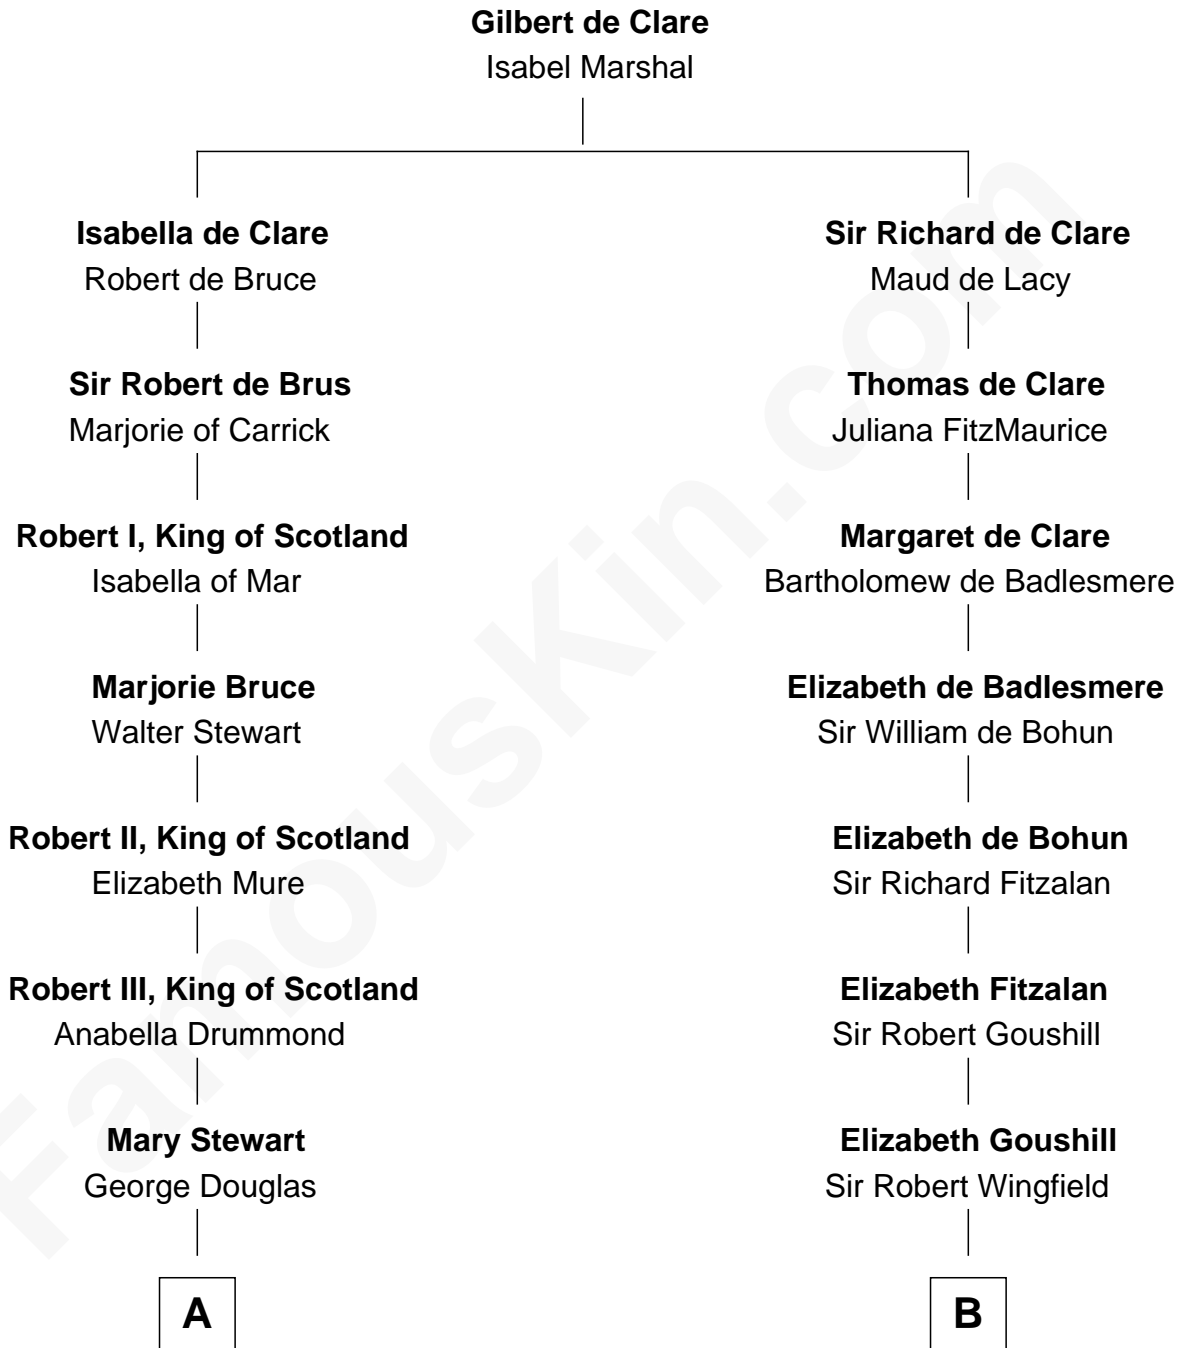 Gilbert de Clare
Isabel Marshal
Isabella de Clare
Robert de Bruce
Sir Richard de Clare
Maud de Lacy
Sir Robert de Brus
Marjorie of Carrick
Thomas de Clare
Juliana FitzMaurice
Robert I, King of Scotland
Isabella of Mar
Margaret de Clare
Bartholomew de Badlesmere
Marjorie Bruce
Walter Stewart
Elizabeth de Badlesmere
Sir William de Bohun
Robert II, King of Scotland
Elizabeth Mure
Elizabeth de Bohun
Sir Richard Fitzalan
Robert III, King of Scotland
Anabella Drummond
Elizabeth Fitzalan
Sir Robert Goushill
Mary Stewart
George Douglas
Elizabeth Goushill
Sir Robert Wingfield
A
B
FamousKin.com